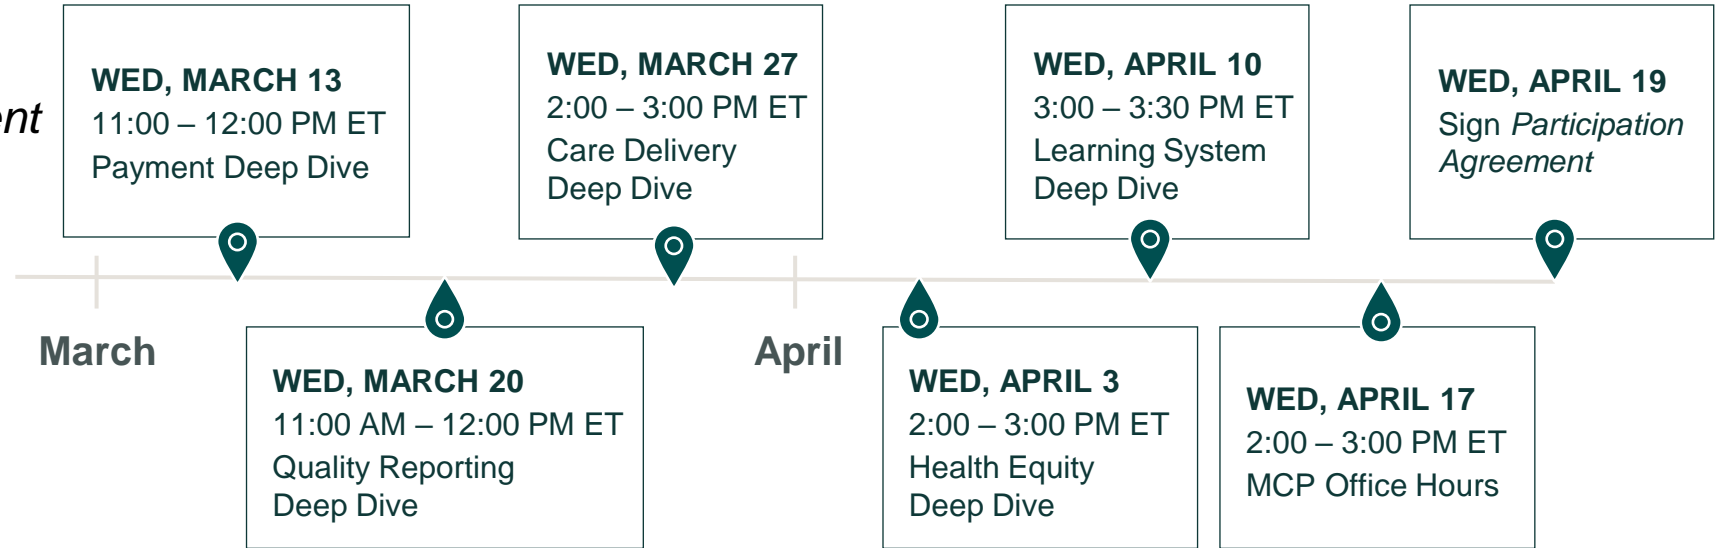 WED, MARCH 13
11:00 – 12:00 PM ET
Payment Deep Dive
WED, MARCH 27
2:00 – 3:00 PM ET
Care Delivery
Deep Dive
WED, APRIL 10
3:00 – 3:30 PM ET
Learning System
Deep Dive
WED, APRIL 19
Sign Participation
Agreement
March
April
WED, MARCH 20
11:00 AM – 12:00 PM ET
Quality Reporting
Deep Dive
WED, APRIL 3
2:00 – 3:00 PM ET
Health Equity
Deep Dive
WED, APRIL 17
2:00 – 3:00 PM ET
MCP Office Hours